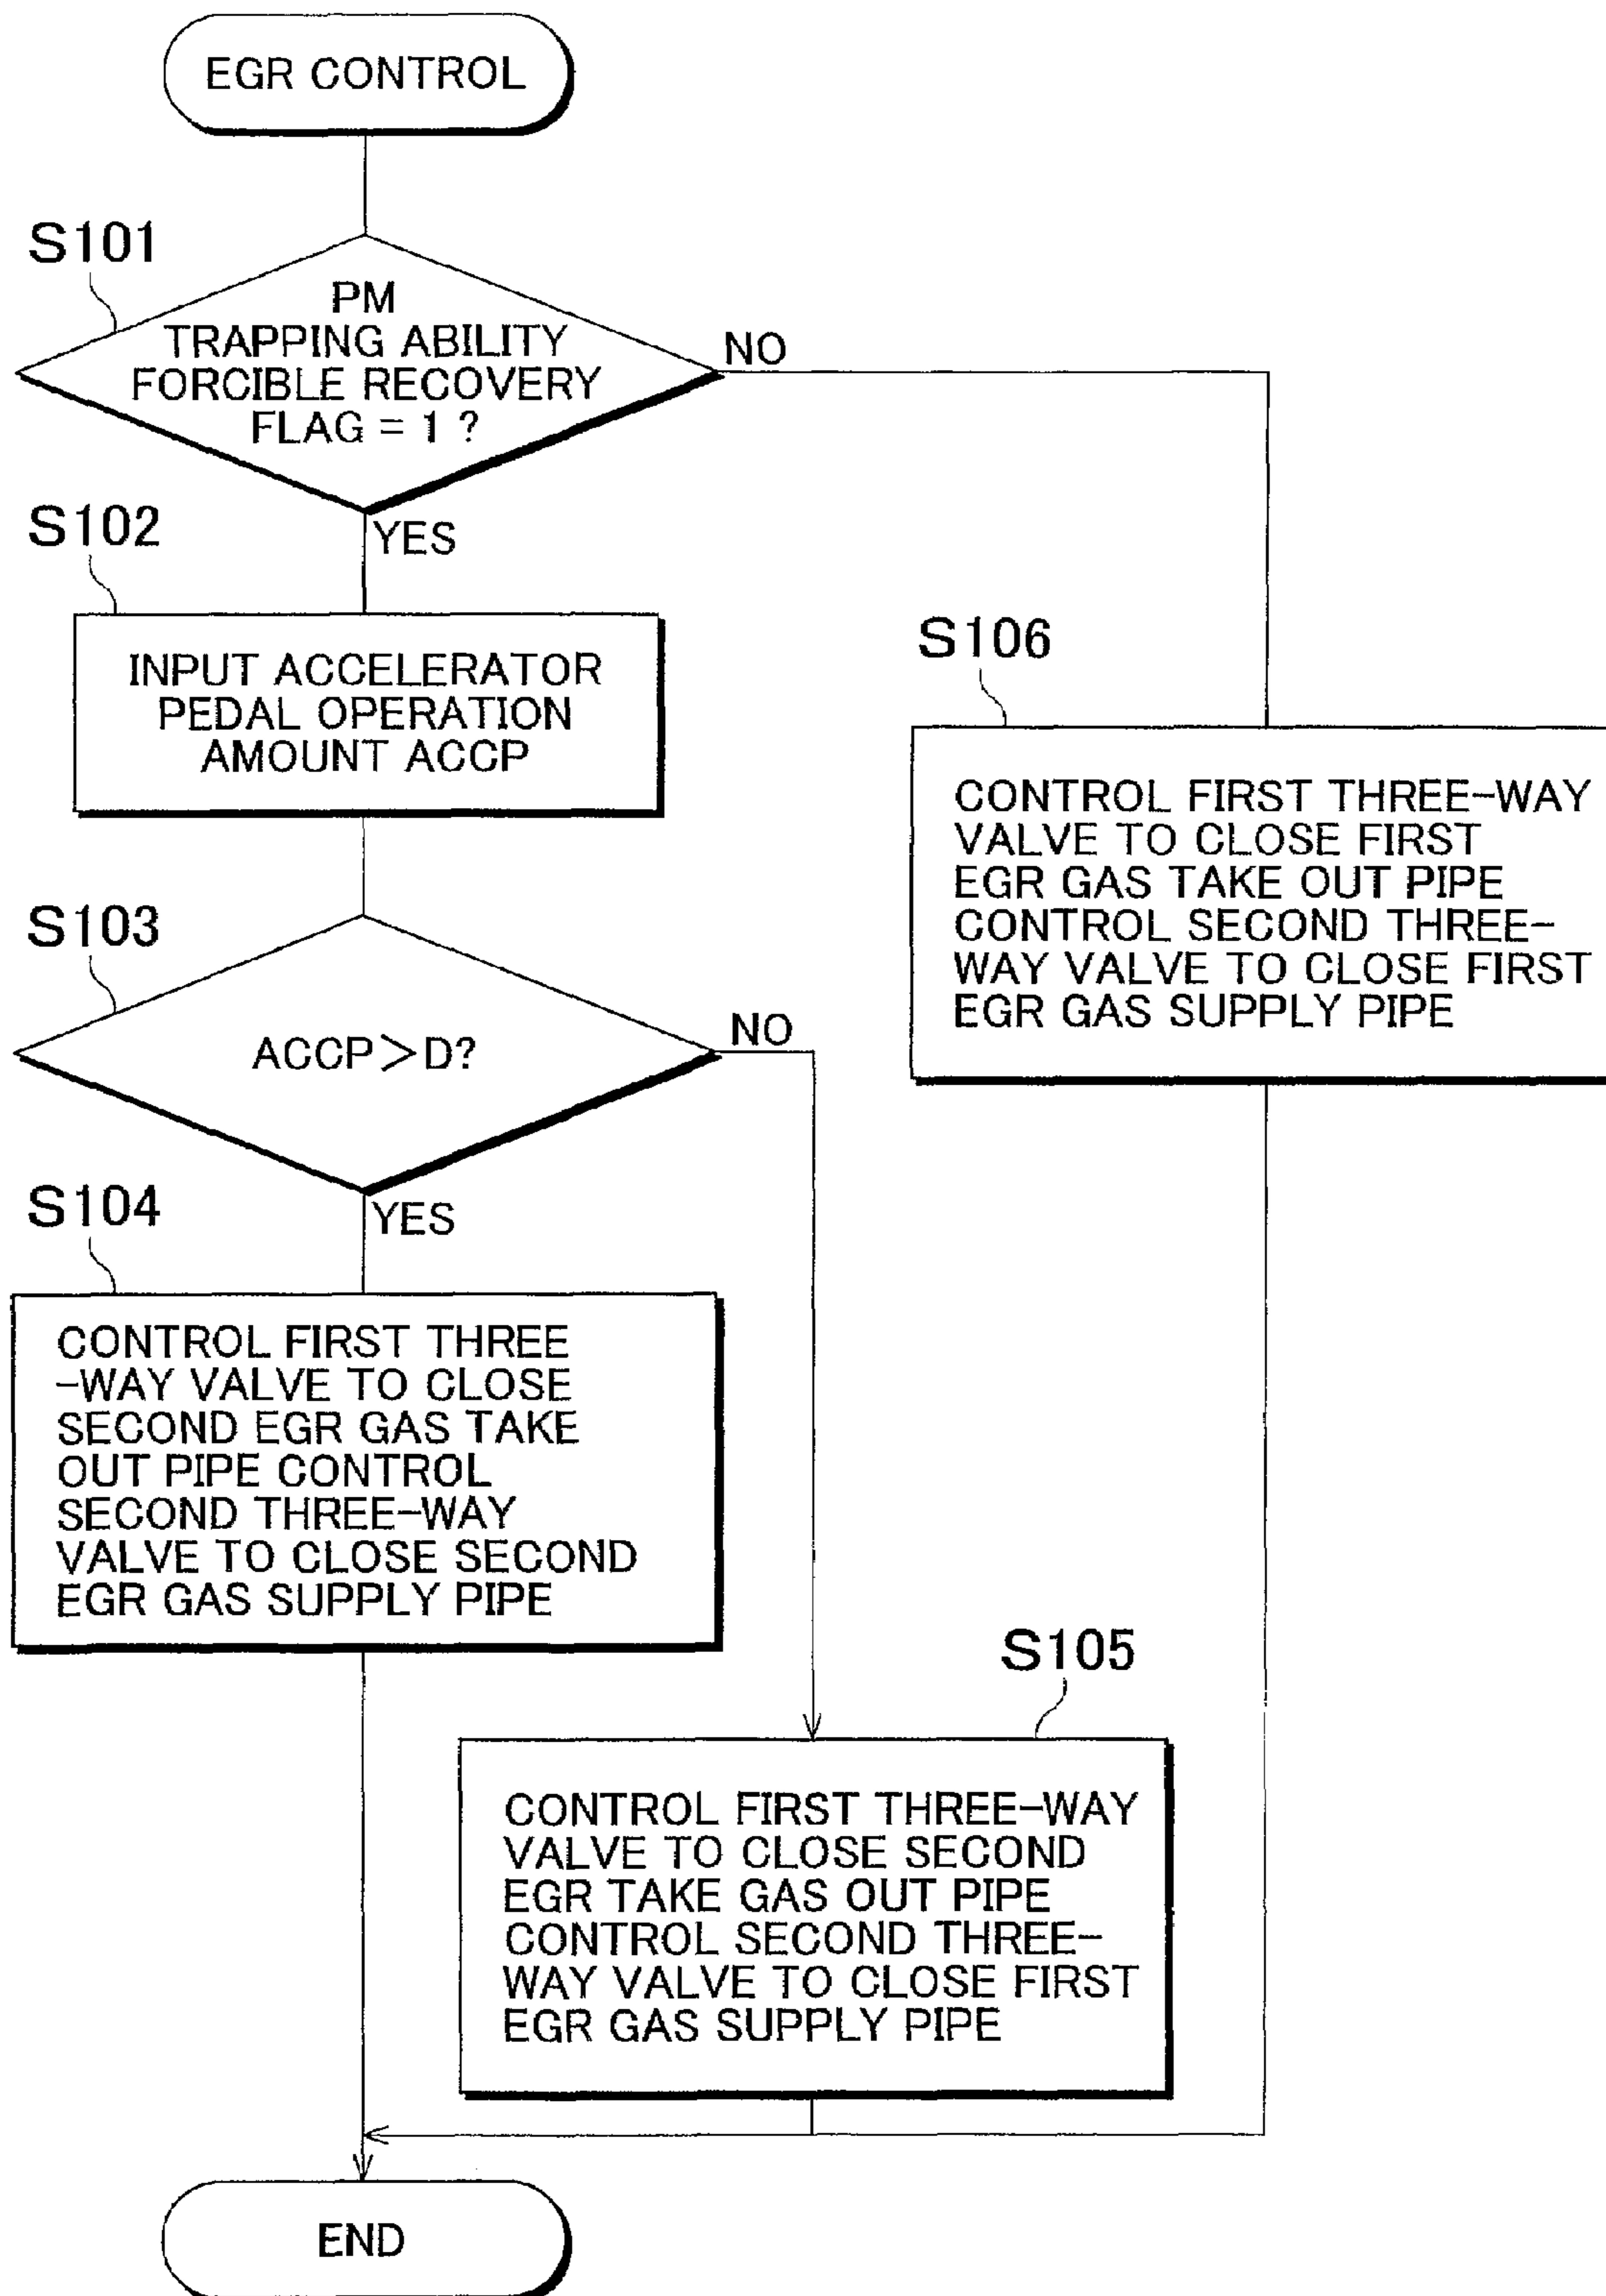 EGR CONTROL
S101
PM
TRAPPING ABILITY
FORCIBLE RECOVERY
FLAG = 1 ?
NO
YES
S102
INPUT ACCELERATOR
PEDAL OPERATION
AMOUNT ACCP
S103
ACCP>D?
NO
YES
S104
CONTROL FIRST THREE
-WAY VALVE TO CLOSE
SECOND EGR GAS TAKE
OUT PIPE CONTROL
SECOND THREE-WAY
VALVE TO CLOSE SECOND
EGR GAS SUPPLY PIPE
S105
CONTROL FIRST THREE-WAY
VALVE TO CLOSE SECOND
EGR TAKE GAS OUT PIPE
CONTROL SECOND THREE-
WAY VALVE TO CLOSE FIRST
EGR GAS SUPPLY PIPE
S106
CONTROL FIRST THREE-WAY
VALVE TO CLOSE FIRST
EGR GAS TAKE OUT PIPE
CONTROL SECOND THREE-
WAY VALVE TO CLOSE FIRST
EGR GAS SUPPLY PIPE
END